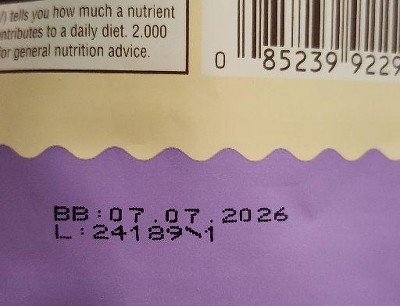 /) tells you how much a nutrient
ntributes to a daily diet. 2,000
for general nutrition advice.
0 85239 9229
BB:07.07.2026
L:24189\1